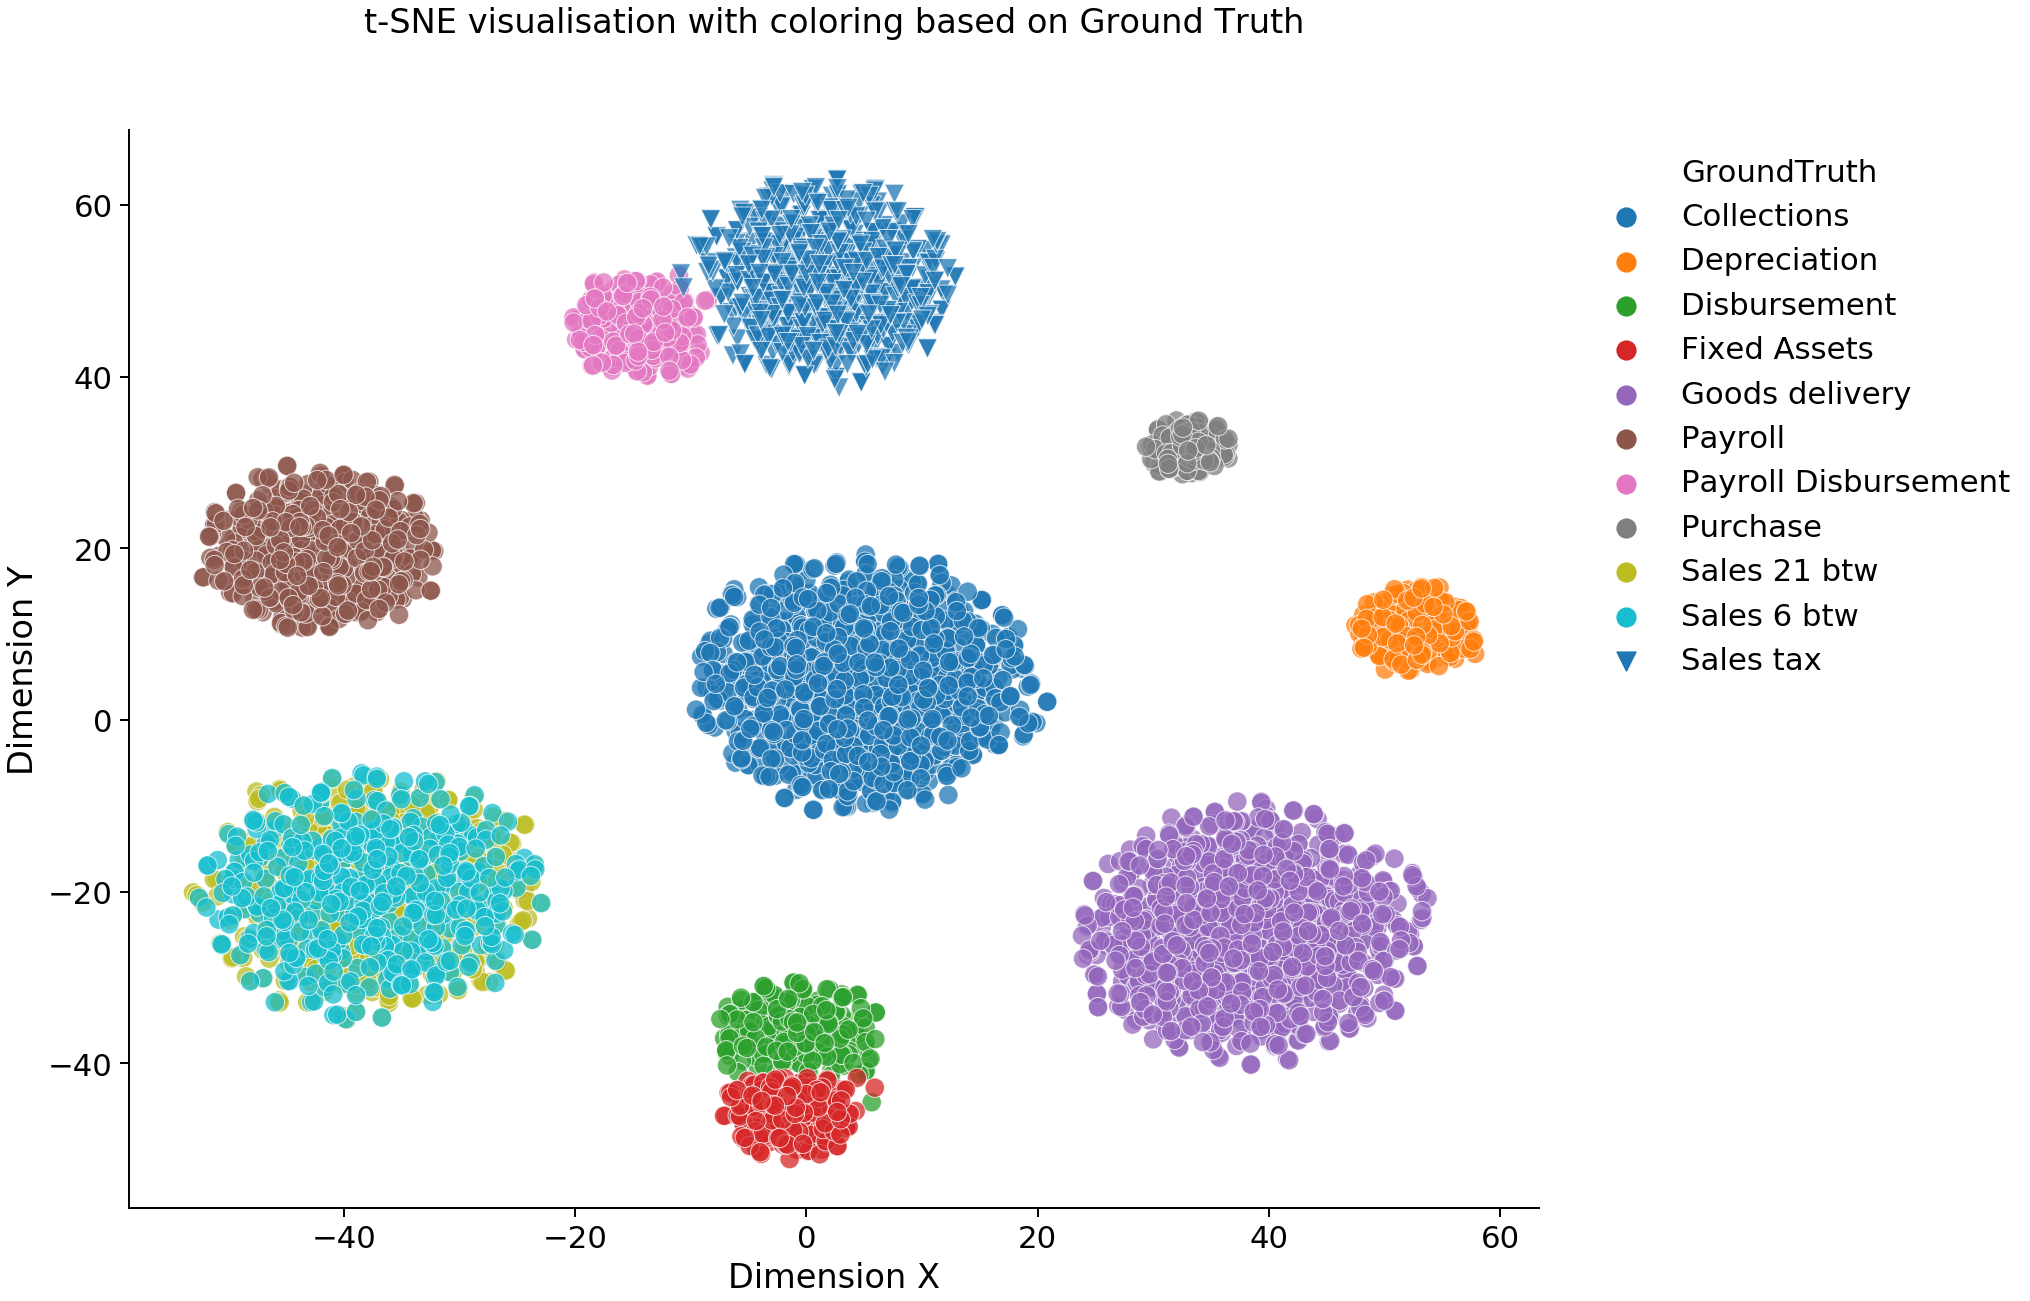 t-SNE visualisation with coloring based on Ground Truth
GroundTruth
Collections
Depreciation
Disbursement
Fixed Assets
Goods delivery
Payroll
Payroll Disbursement
Purchase
Sales 21 btw
Sales 6 btw
Sales tax
Dimension Y
60
40
20
0
−20
−40
−40
−20
0
20
40
60
Dimension X